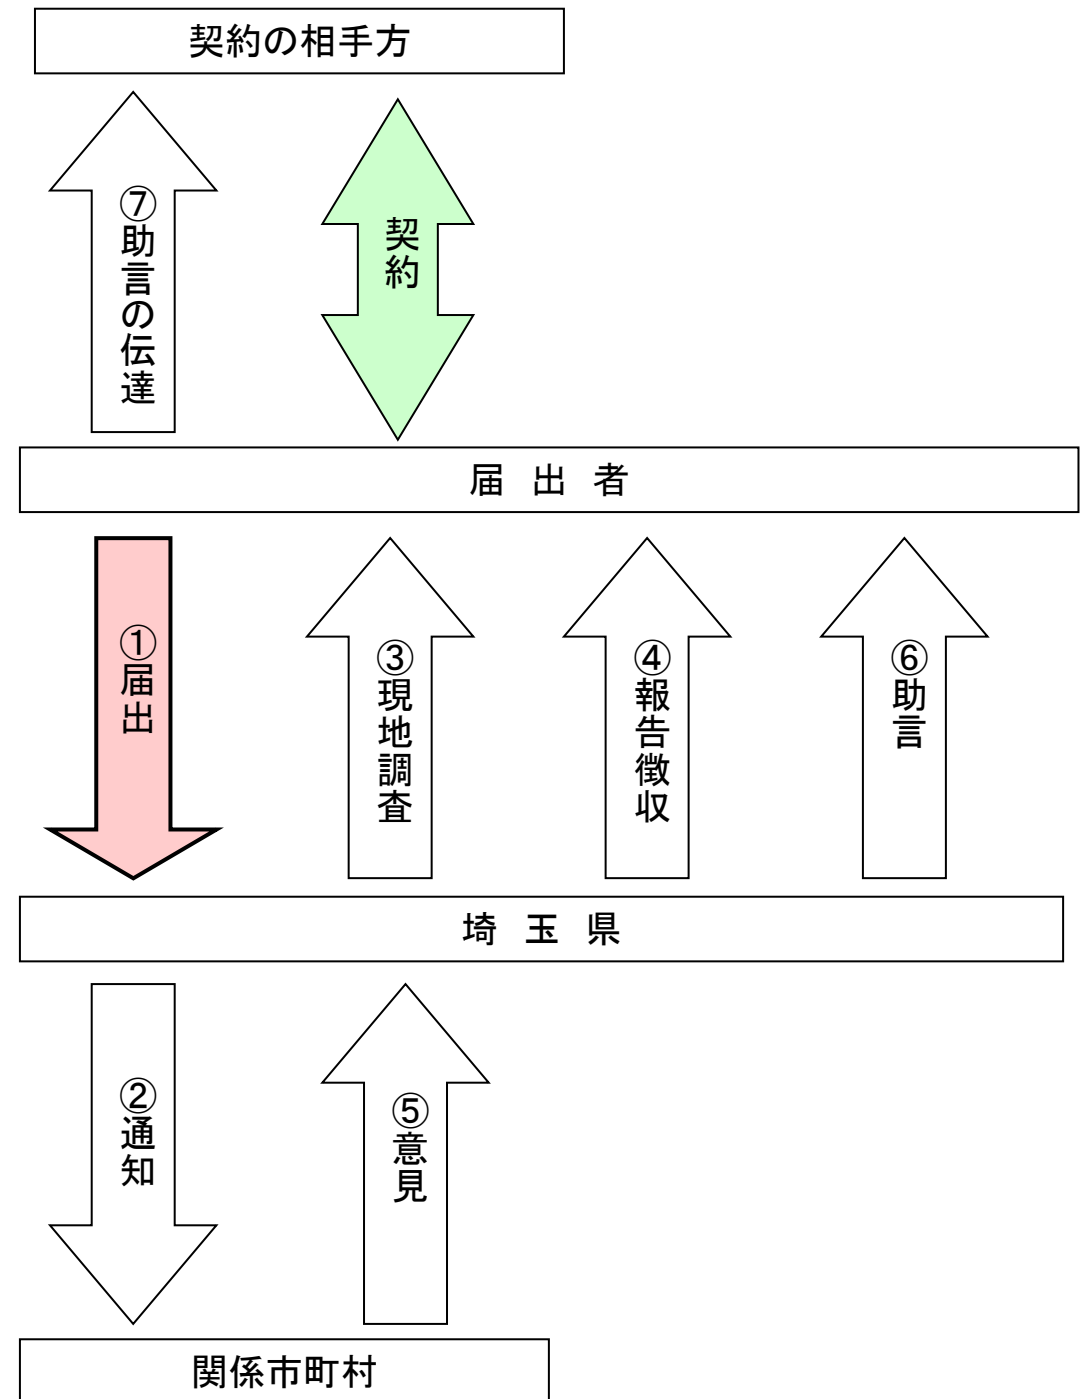 契約の相手方
⑦助言の伝達
契約
届 出 者
①届出
③現地調査
④報告徴収
⑥助言
埼 玉 県
②通知
⑤意見
関係市町村